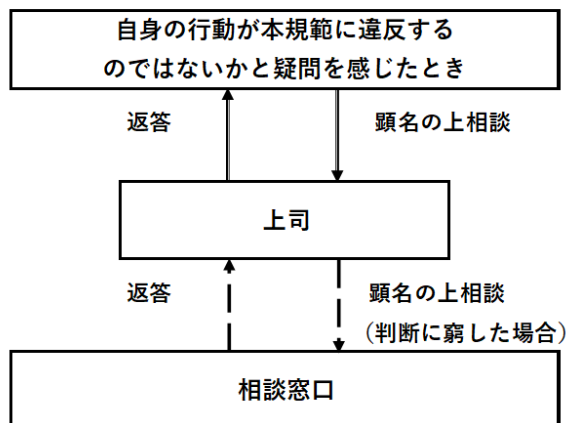 自身の行動が本規範に違反する
のではないかと疑問を感じたとき
返答
顕名の上相談
上司
返答
顕名の上相談
（判断に窮した場合）
相談窓口